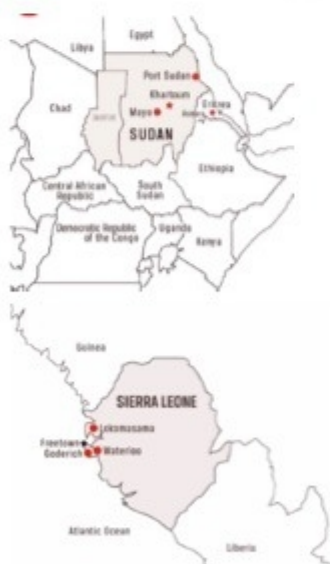 Egypt
Libya
Port Sudan
Khartoum
Chad
Eritrea
Mayo
SUDAN
Ethiopia
Central African
Republic
South
Sudan
Democratic Republic
of the Congo
Uganda
Kenya
Guinea
SIERRA LEONE
Lokomasama
Freetown
Goderich
Waterloo
Atlantic Ocean
Liberia